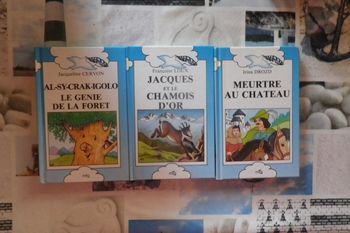 Jacqueline CERVON
AL-SY-CRAK-IGOLO
LE GENIE
DE LA FORET
Françoise
JACQUES
ET LE
CHAMOIS
D'OR
Irina DROZD
MEURTRE
AU CHATEAU